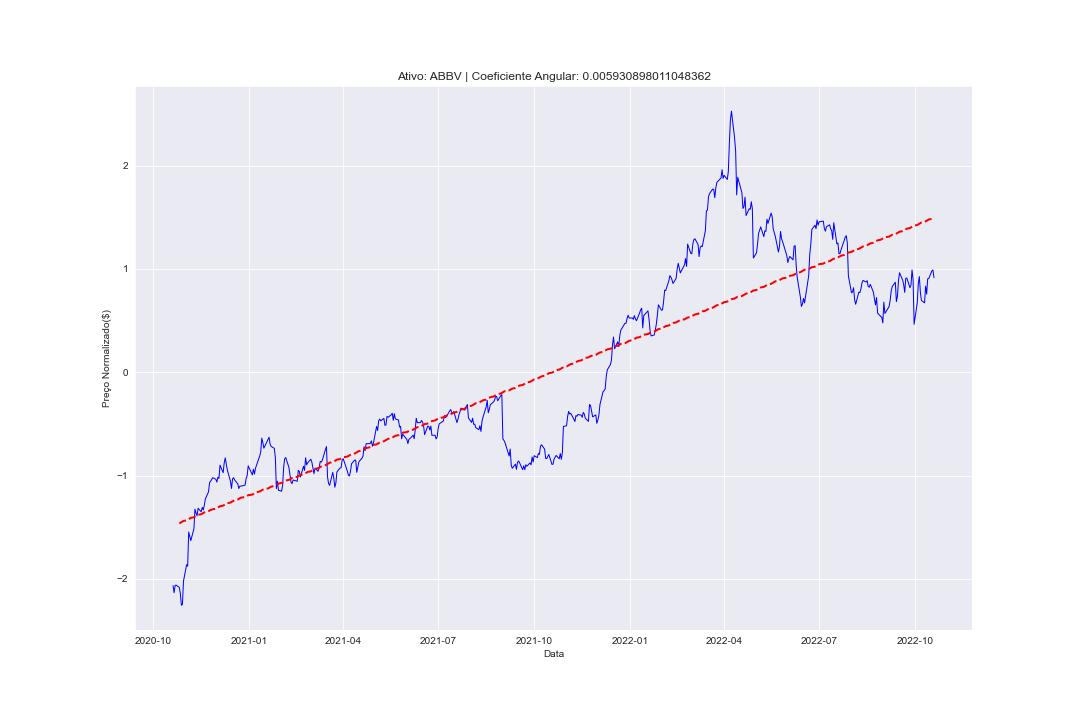 Ativo: ABBV | Coeficiente Angular: 0.005930898011048362
Preço Normalizado($)
2
1
0
−1
−2
2020-10 2021-01 2021-04 2021-07 2021-10 2022-01 2022-04 2022-07 2022-10
Data